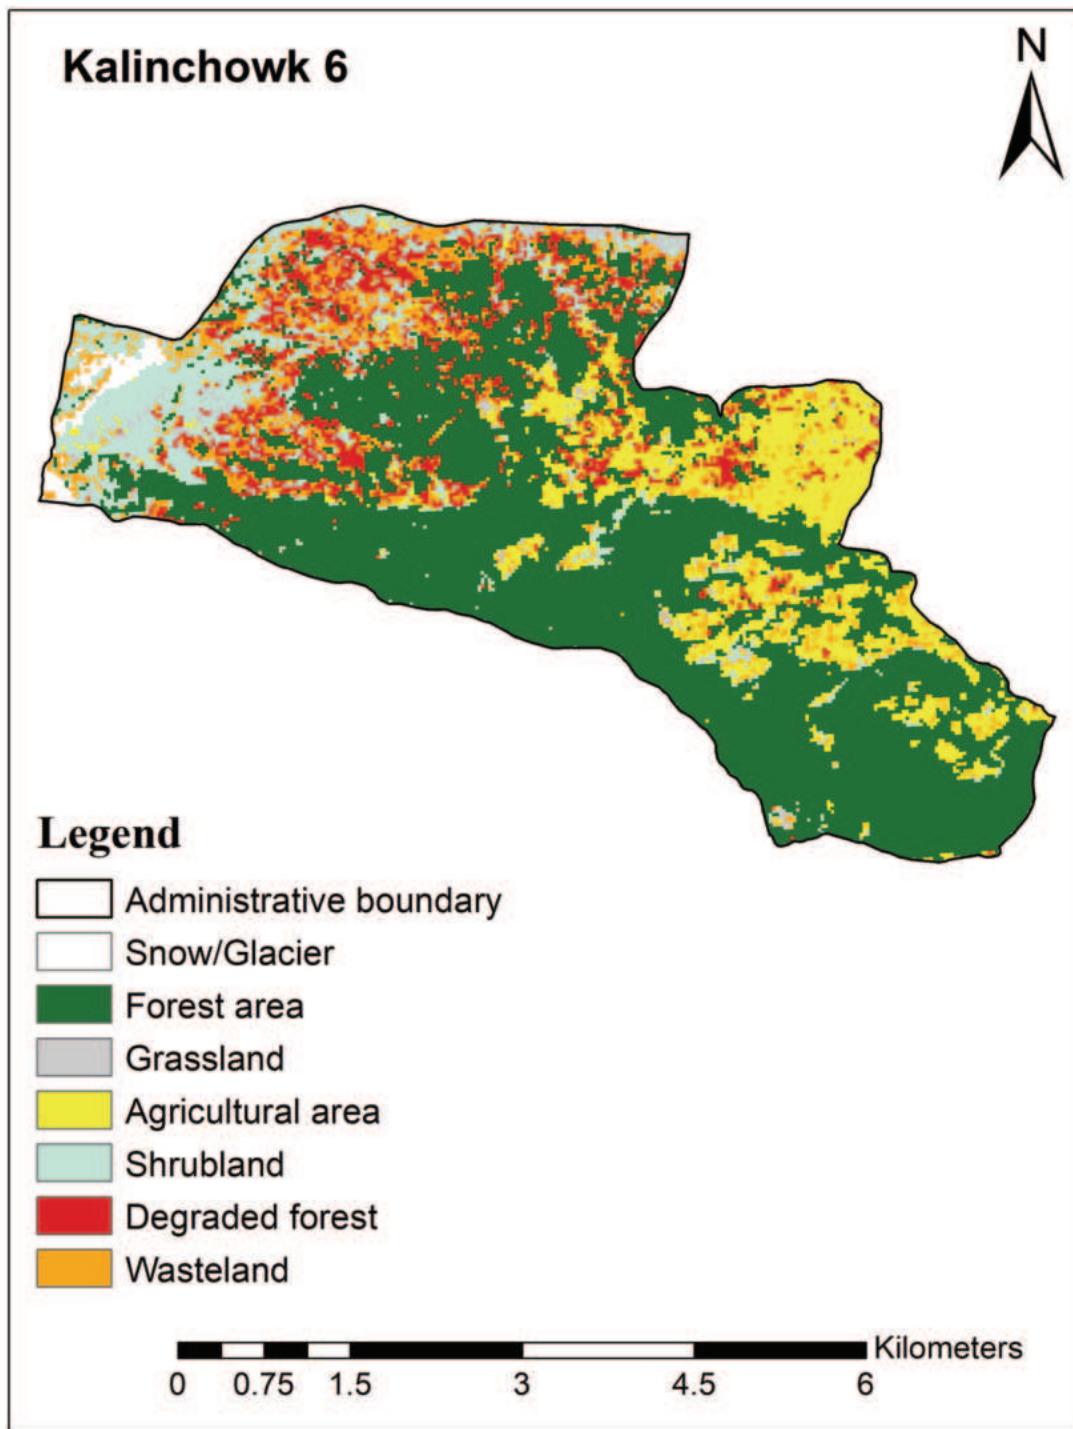 Kalinchowk 6
N
Legend
Administrative boundary
Snow/Glacier
Forest area
Grassland
Agricultural area
Shrubland
Degraded forest
Wasteland
Kilometers
0 0.75 1.5 3 4.5 6